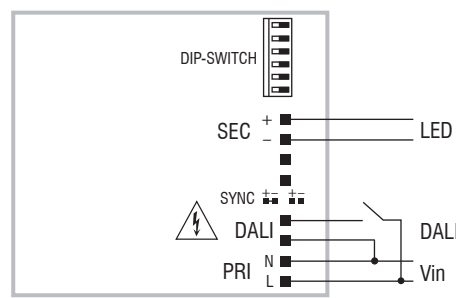 DIP-SWITCH
SEC + LED
−
SYNC +− +−
DALI DALI
N
PRI Vin
L